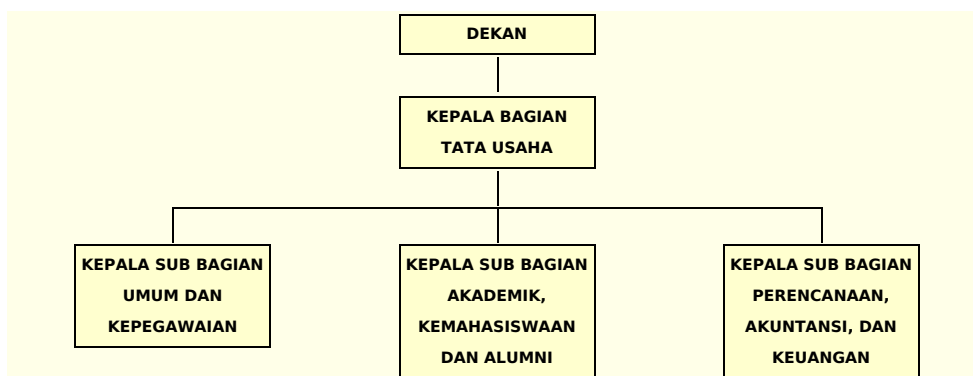 DEKAN
KEPALA BAGIAN
TATA USAHA
KEPALA SUB BAGIAN
UMUM DAN
KEPEGAWAIAN
KEPALA SUB BAGIAN
AKADEMIK,
KEMAHASISWAAN
DAN ALUMNI
KEPALA SUB BAGIAN
PERENCANAAN,
AKUNTANSI, DAN
KEUANGAN